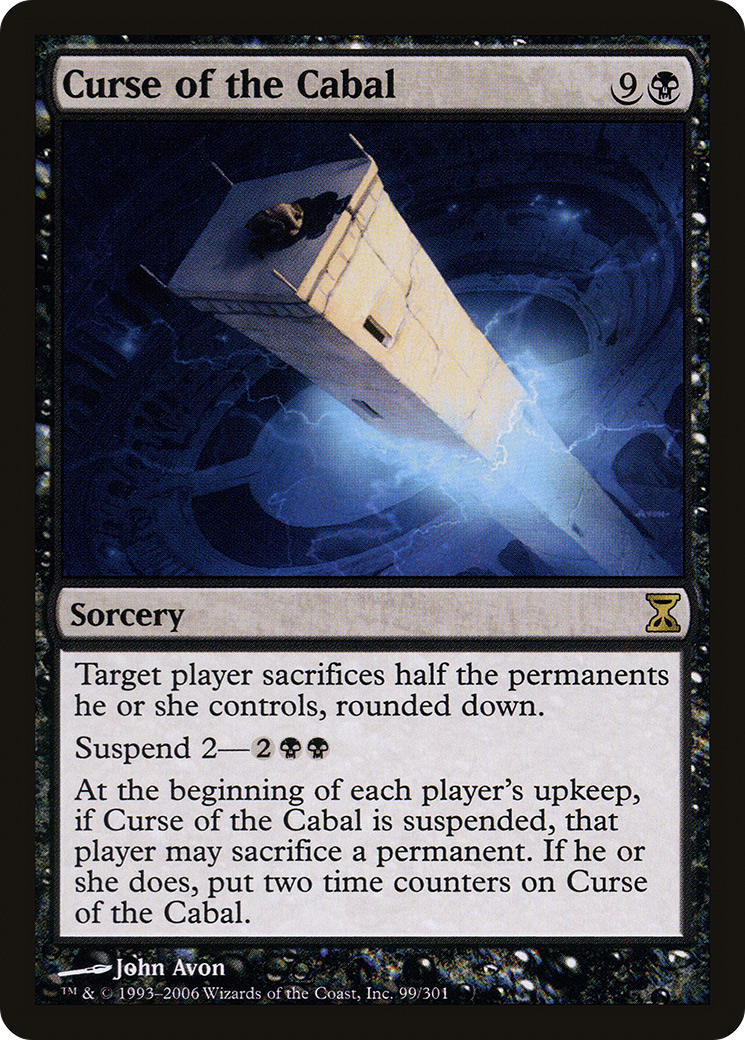 Curse of the Cabal 9
Sorcery
Target player sacrifices half the permanents
he or she controls, rounded down.
Suspend 2—2
At the beginning of each player's upkeep,
if Curse of the Cabal is suspended, that
player may sacrifice a permanent. If he or
she does, put two time counters on Curse
of the Cabal.
John Avon
™ & © 1993–2006 Wizards of the Coast, Inc. 99/301